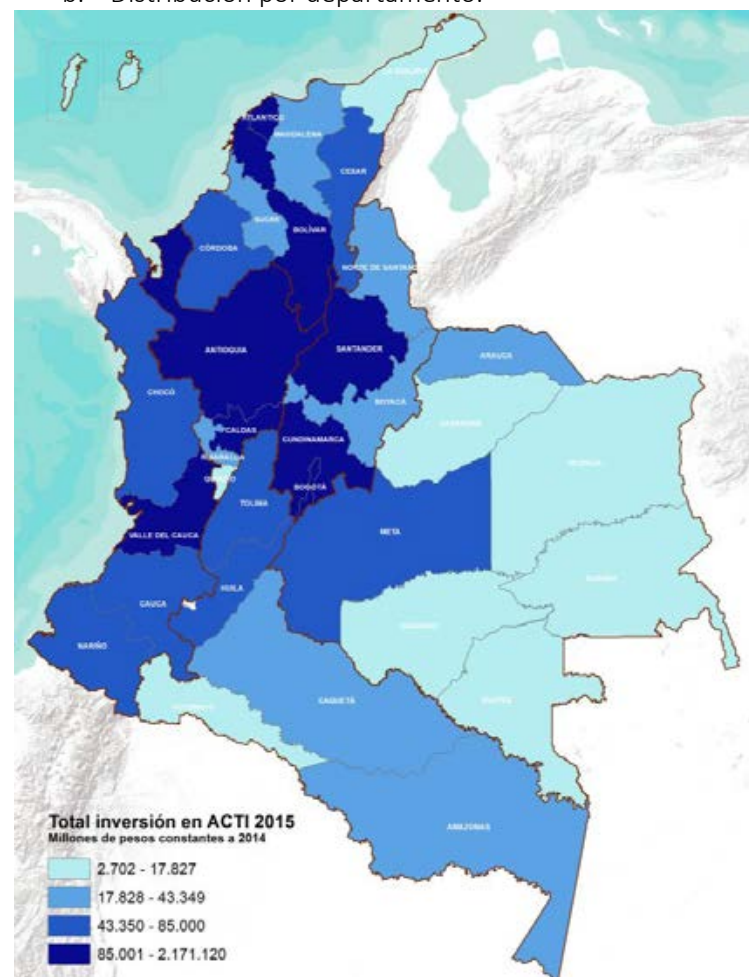 b. Distribución por departamento.
LA GUAJIRA
ATLÁNTICO
MAGDALENA
CESAR
SUCRE
BOLÍVAR
CÓRDOBA
NORTE DE SANTANDER
ANTIOQUIA
SANTANDER
ARAUCA
CHOCÓ
BOYACÁ
CASANARE
CALDAS
CUNDINAMARCA
VICHADA
RISARALDA
QUINDÍO
BOGOTÁ
TOLIMA
VALLE DEL CAUCA
META
GUAINÍA
HUILA
CAUCA
GUAVIARE
NARIÑO
VAUPÉS
CAQUETÁ
PUTUMAYO
AMAZONAS
Total inversión en ACTI 2015
Millones de pesos constantes a 2014
2.702 - 17.827
17.828 - 43.349
43.350 - 85.000
85.001 - 2.171.120